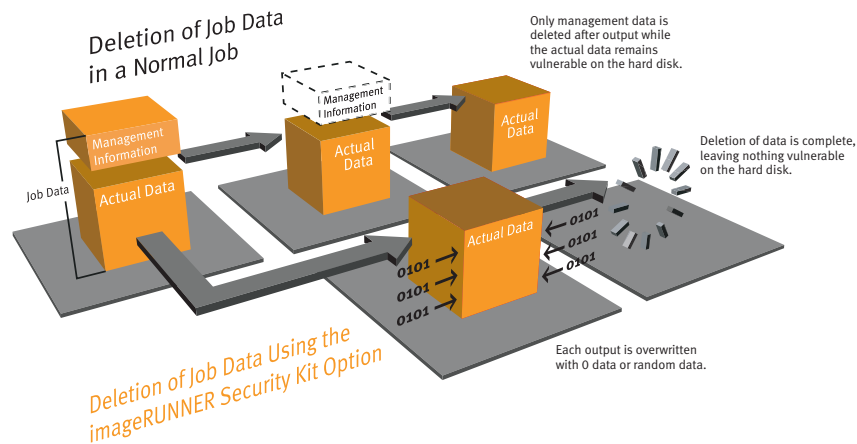 Deletion of Job Data
in a Normal Job
Only management data is
deleted after output while
the actual data remains
vulnerable on the hard disk.
Management
Information
Actual Data
Job Data
Management
Information
Actual
Data
Actual
Data
Deletion of data is complete,
leaving nothing vulnerable
on the hard disk.
Actual Data
0101
0101
0101
0101
0101
0101
Each output is overwritten
with 0 data or random data.
Deletion of Job Data Using the
imageRUNNER Security Kit Option